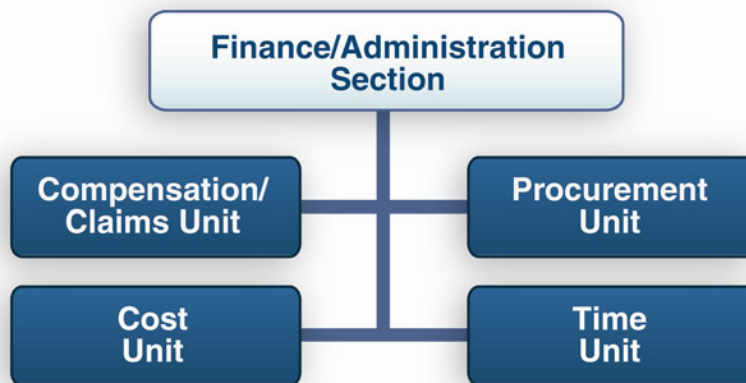 Finance/Administration
Section
Compensation/
Claims Unit
Procurement
Unit
Cost
Unit
Time
Unit